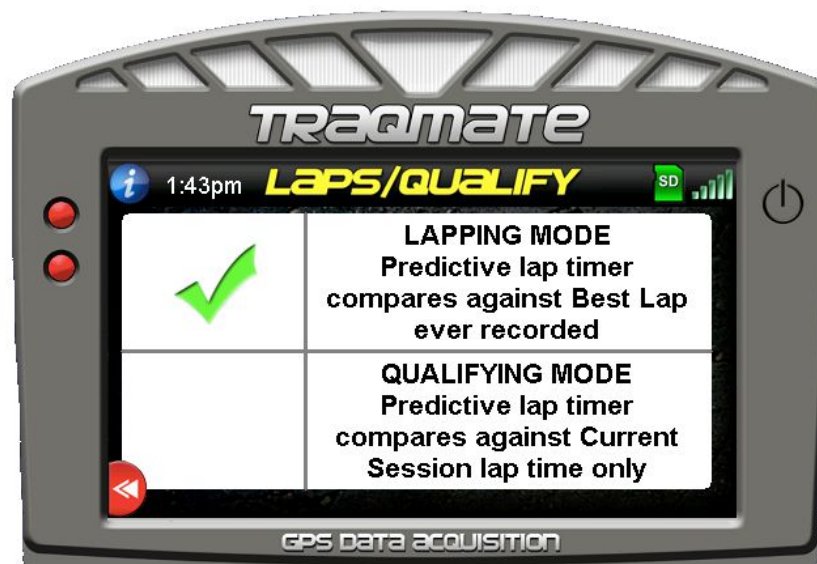 TRAQMATE
i 1:43pm LAPS/QUALIFY SD
LAPPING MODE
Predictive lap timer
compares against Best Lap
ever recorded
QUALIFYING MODE
Predictive lap timer
compares against Current
Session lap time only
GPS DATA ACQUISITION